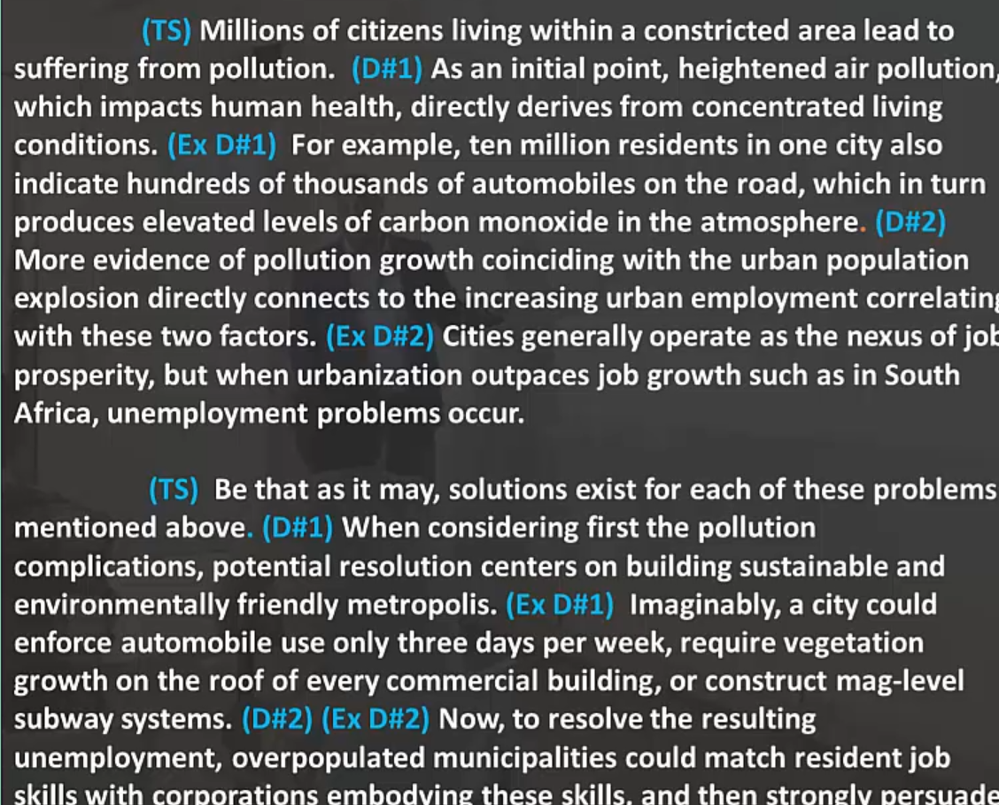 (TS) Millions of citizens living within a constricted area lead to
suffering from pollution. (D#1) As an initial point, heightened air pollution,
which impacts human health, directly derives from concentrated living
conditions. (Ex D#1) For example, ten million residents in one city also
indicate hundreds of thousands of automobiles on the road, which in turn
produces elevated levels of carbon monoxide in the atmosphere. (D#2)
More evidence of pollution growth coinciding with the urban population
explosion directly connects to the increasing urban employment correlating
with these two factors. (Ex D#2) Cities generally operate as the nexus of job
prosperity, but when urbanization outpaces job growth such as in South
Africa, unemployment problems occur.
(TS) Be that as it may, solutions exist for each of these problems
mentioned above. (D#1) When considering first the pollution
complications, potential resolution centers on building sustainable and
environmentally friendly metropolis. (Ex D#1) Imaginably, a city could
enforce automobile use only three days per week, require vegetation
growth on the roof of every commercial building, or construct mag-level
subway systems. (D#2) (Ex D#2) Now, to resolve the resulting
unemployment, overpopulated municipalities could match resident job
skills with corporations embodying these skills, and then strongly persuade